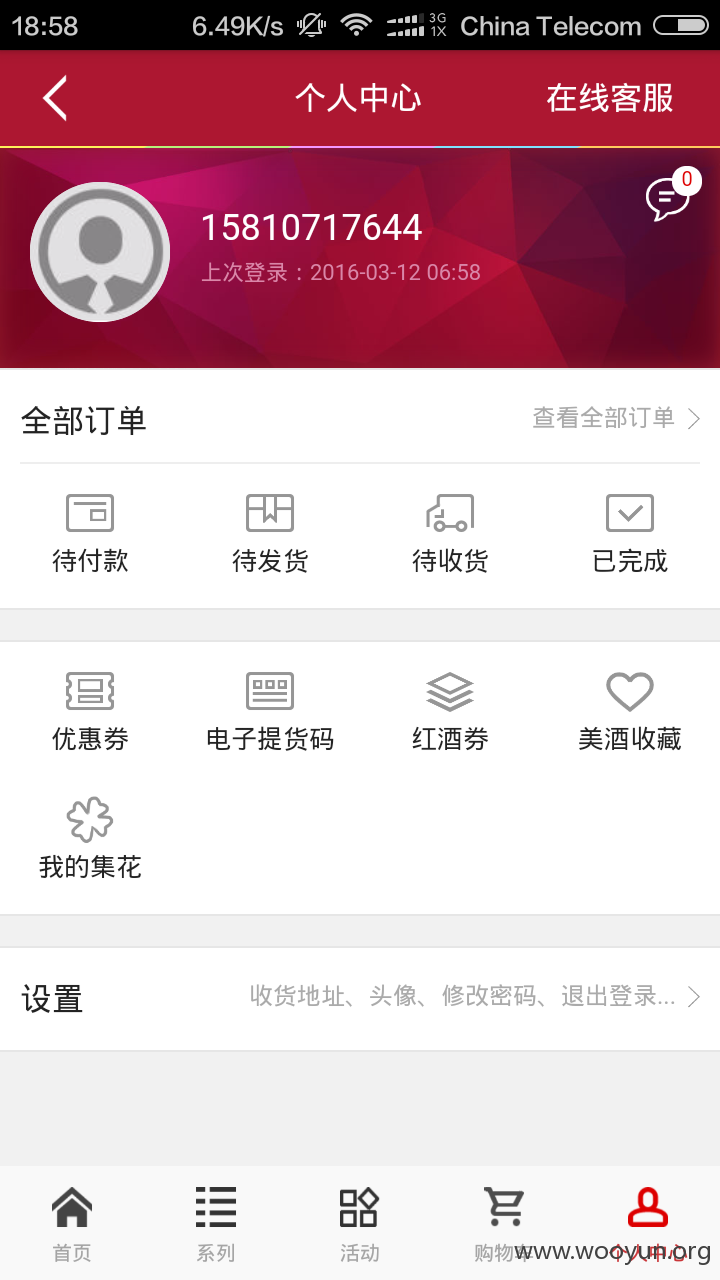 18:58 6.49K/s 3G 1X China Telecom
个人中心 在线客服
0
15810717644
上次登录：2016-03-12 06:58
全部订单 查看全部订单
待付款 待发货 待收货 已完成
优惠券 电子提货码 红酒券 美酒收藏
我的集花
设置 收货地址、头像、修改密码、退出登录...
首页 系列 活动 购物车 个人中心
www.wooyun.org